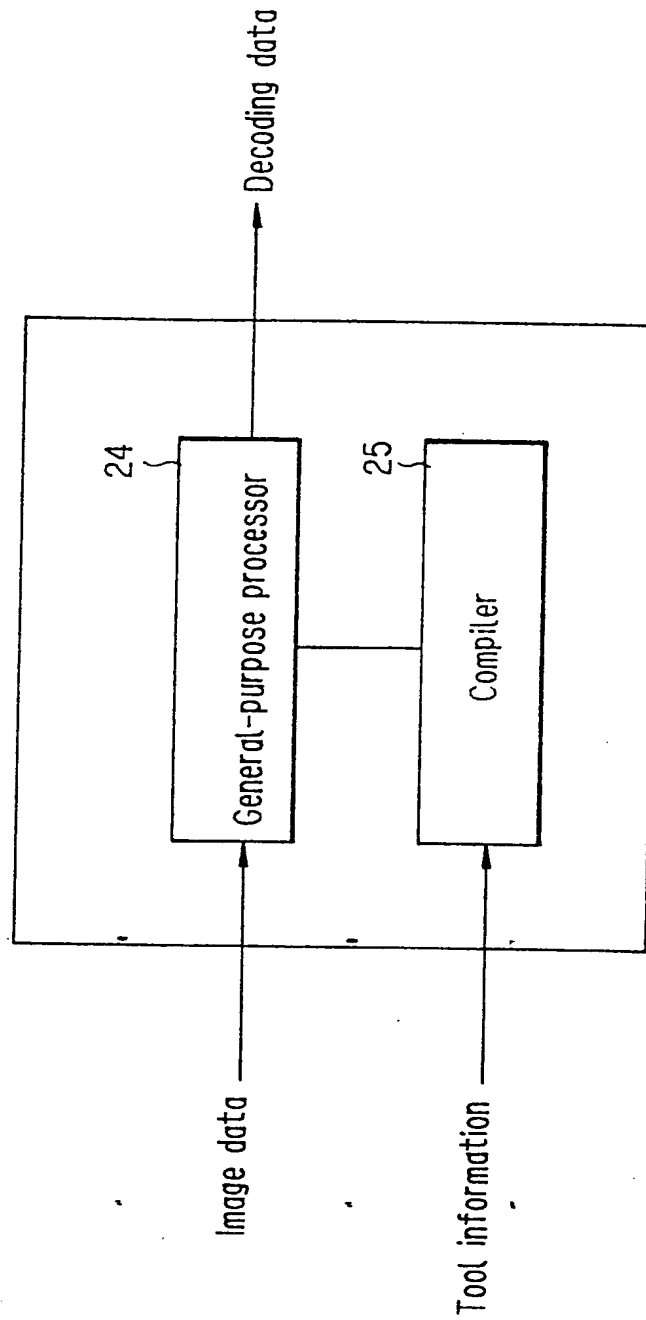 Image data
24
General-purpose processor
Decoding data
Tool information
25
Compiler